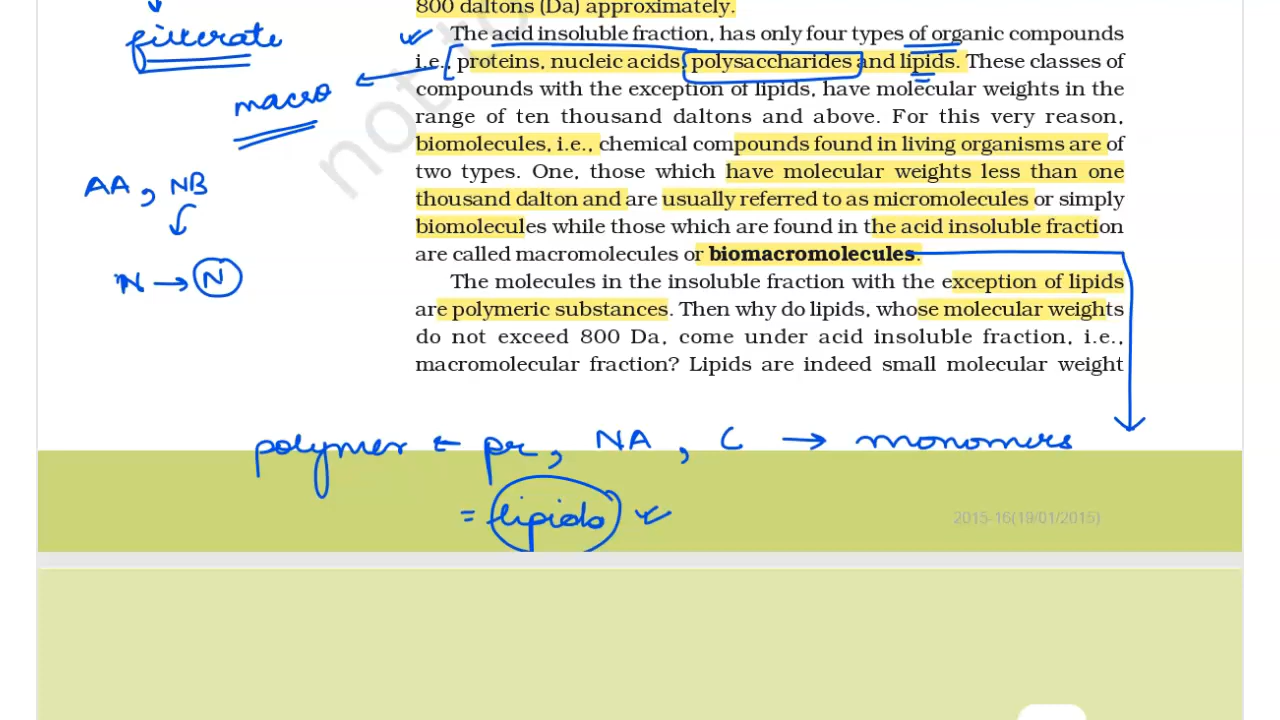 800 daltons (Da) approximately.
The acid insoluble fraction, has only four types of organic compounds
i.e., proteins, nucleic acids, polysaccharides and lipids. These classes of
compounds with the exception of lipids, have molecular weights in the
range of ten thousand daltons and above. For this very reason,
biomolecules, i.e., chemical compounds found in living organisms are of
two types. One, those which have molecular weights less than one
thousand dalton and are usually referred to as micromolecules or simply
biomolecules while those which are found in the acid insoluble fraction
are called macromolecules or biomacromolecules.
The molecules in the insoluble fraction with the exception of lipids
are polymeric substances. Then why do lipids, whose molecular weights
do not exceed 800 Da, come under acid insoluble fraction, i.e.,
macromolecular fraction? Lipids are indeed small molecular weight
filterate
macro
AA, NB
N → N
not to
polymer ← pr, NA, C → monomers
= lipids
2015-16(19/01/2015)